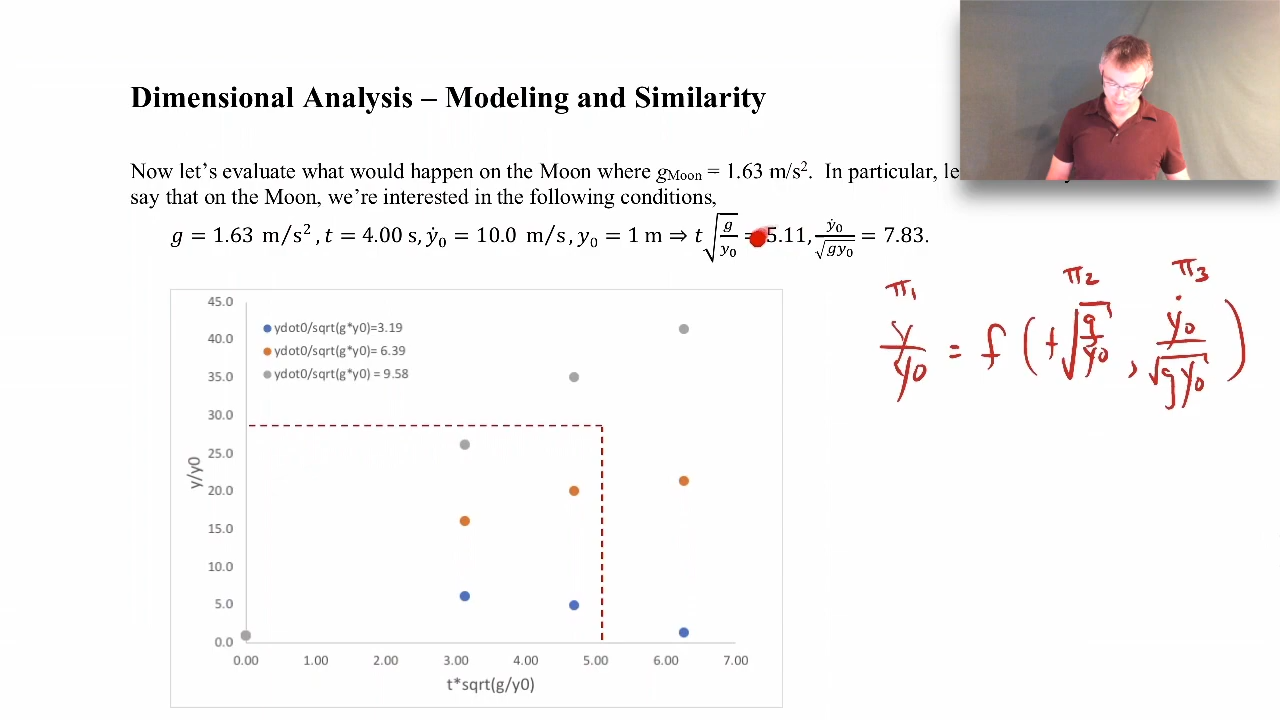 Dimensional Analysis – Modeling and Similarity
Now let’s evaluate what would happen on the Moon where gMoon = 1.63 m/s². In particular, le
say that on the Moon, we’re interested in the following conditions,
g = 1.63 m/s², t = 4.00 s, ẏ₀ = 10.0 m/s, y₀ = 1 m ⇒ t√(g/y₀) = 5.11, ẏ₀/√(gy₀) = 7.83.
π₁ π₂ π₃
y/y₀ = f(t√(g/y₀), ẏ₀/√(gy₀))
ydot0/sqrt(g*y0)=3.19
ydot0/sqrt(g*y0)= 6.39
ydot0/sqrt(g*y0) = 9.58
45.0
40.0
35.0
30.0
25.0
20.0
15.0
10.0
5.0
0.0
y/y0
0.00 1.00 2.00 3.00 4.00 5.00 6.00 7.00
t*sqrt(g/y0)